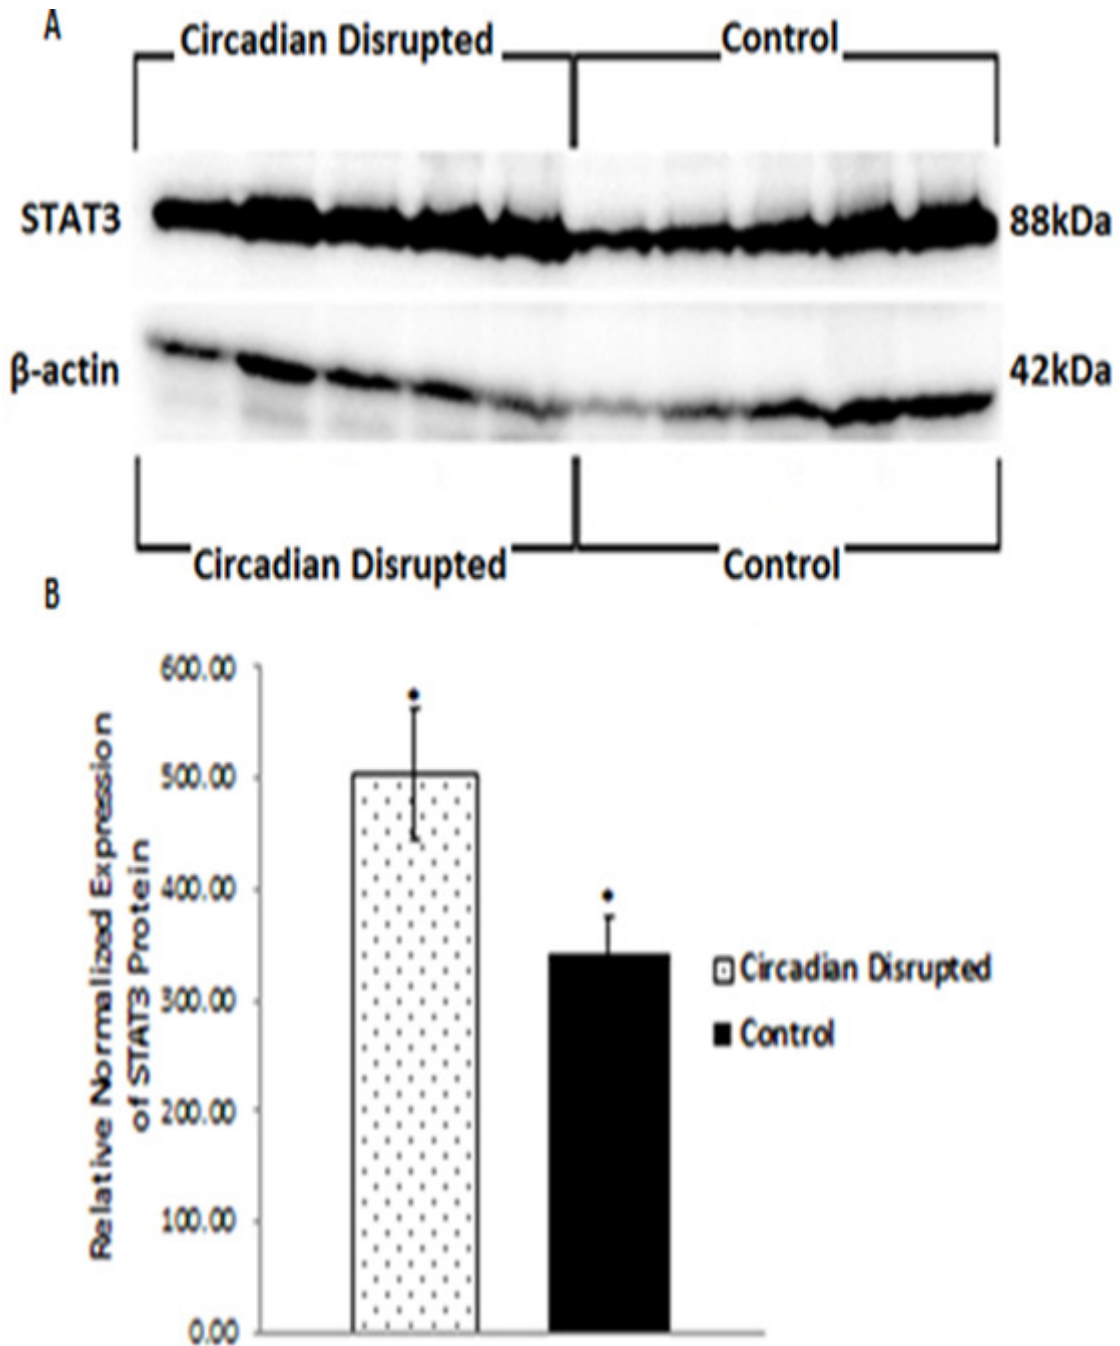 A
Circadian Disrupted
Control
STAT3
88kDa
β-actin
42kDa
Circadian Disrupted
Control
B
Relative Normalized Expression
of STAT3 Protein
600.00
500.00
400.00
300.00
200.00
100.00
0.00
Circadian Disrupted
Control